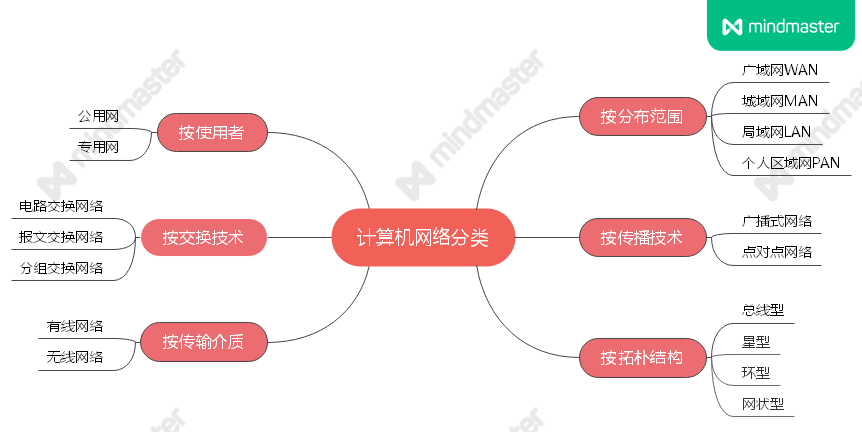 mindmaster
计算机网络分类
按分布范围
广域网WAN
城域网MAN
局域网LAN
个人区域网PAN
按传播技术
广播式网络
点对点网络
按拓朴结构
总线型
星型
环型
网状型
按使用者
公用网
专用网
按交换技术
电路交换网络
报文交换网络
分组交换网络
按传输介质
有线网络
无线网络
mindmaster
mindmaster
mindmaster